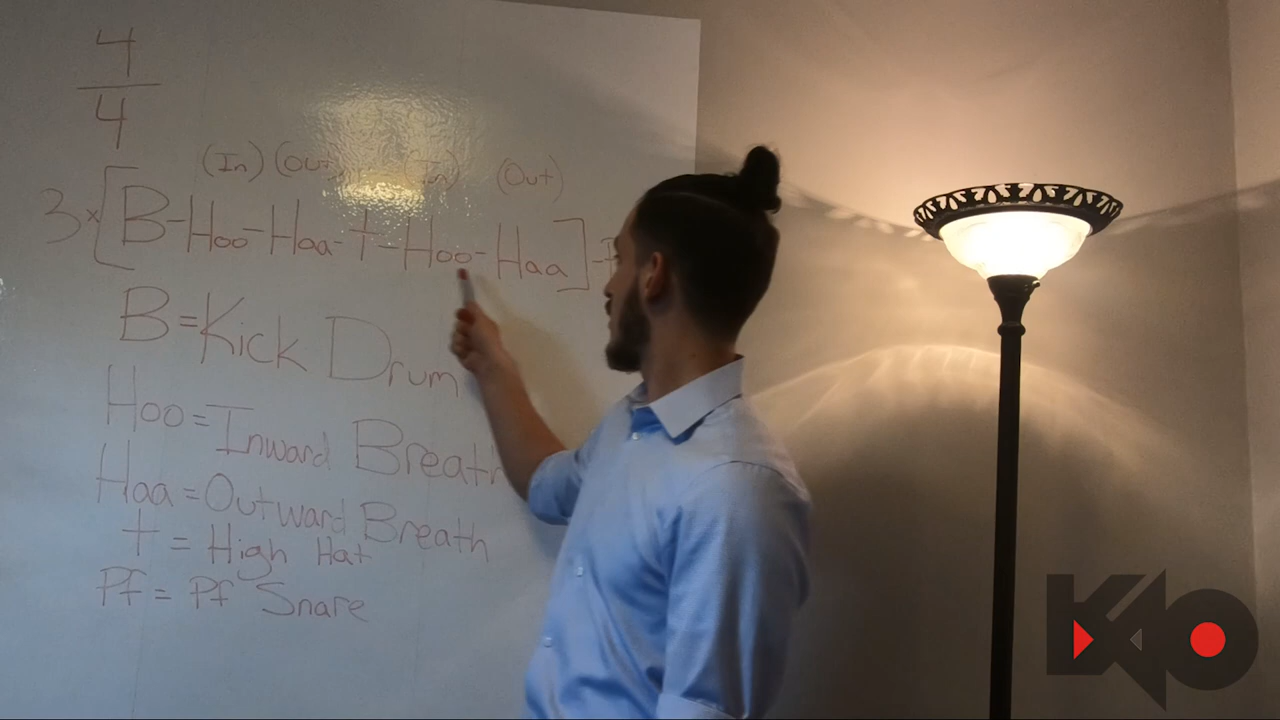 4
4
(In) (Out) (In) (Out)
3x[B-Hoo-Haa-t-Hoo-Haa]-
B=Kick Drum
Hoo=Inward Breath
Haa=Outward Breath
t=High Hat
Pf=Pf Snare